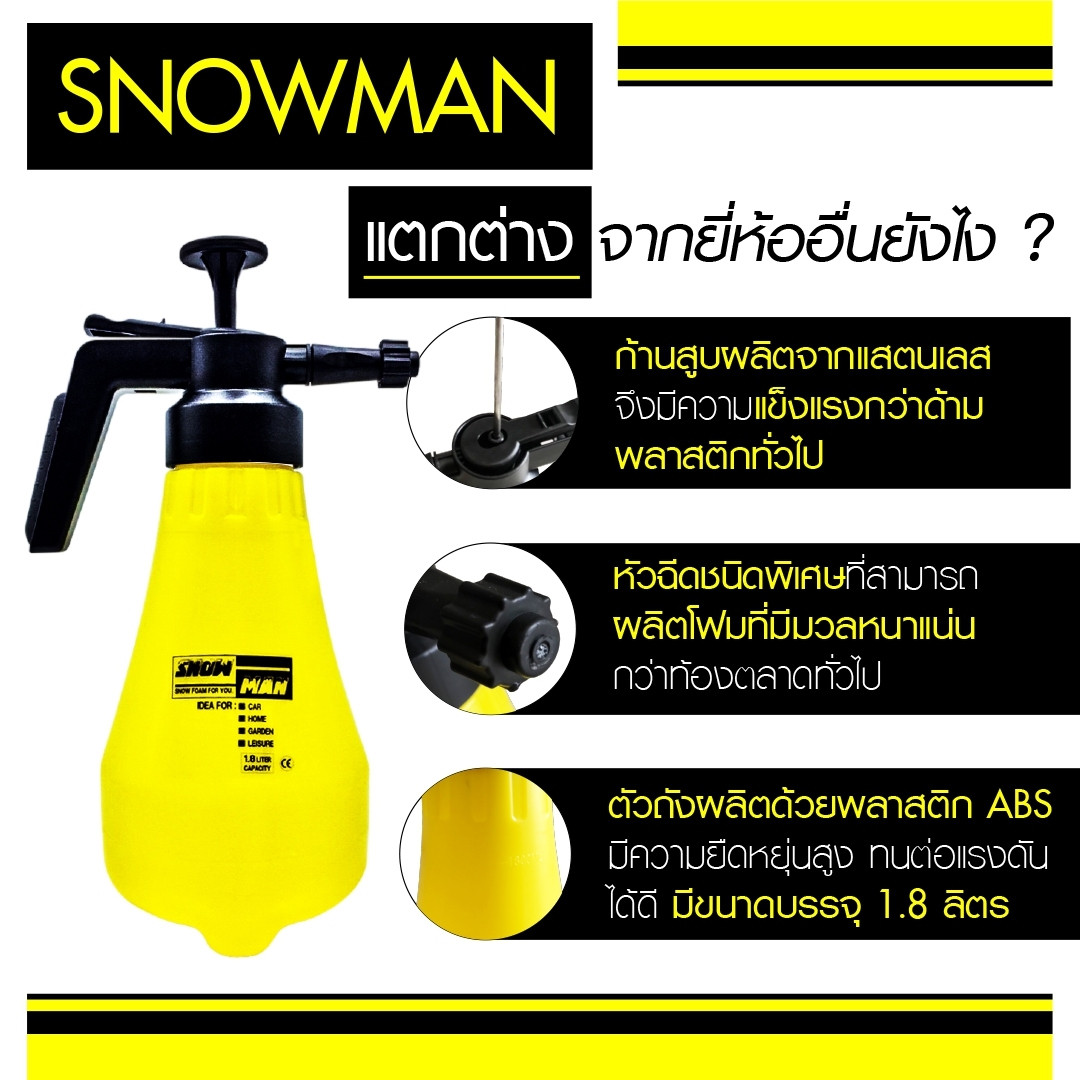 SNOWMAN
แตกต่าง จากยี่ห้ออื่นยังไง ?
ก้านสูบผลิตจากแสตนเลส
จึงมีความแข็งแรงกว่าด้าม
พลาสติกทั่วไป
หัวฉีดชนิดพิเศษที่สามารถ
ผลิตโฟมที่มีมวลหนาแน่น
กว่าท้องตลาดทั่วไป
SNOW
MAN
SNOW FOAM FOR YOU.
IDEA FOR : ■ CAR
■ HOME
■ GARDEN
■ LEISURE
1.8 LITER
CAPACITY
CE
ตัวถังผลิตด้วยพลาสติก ABS
มีความยืดหยุ่นสูง ทนต่อแรงดัน
ได้ดี มีขนาดบรรจุ 1.8 ลิตร